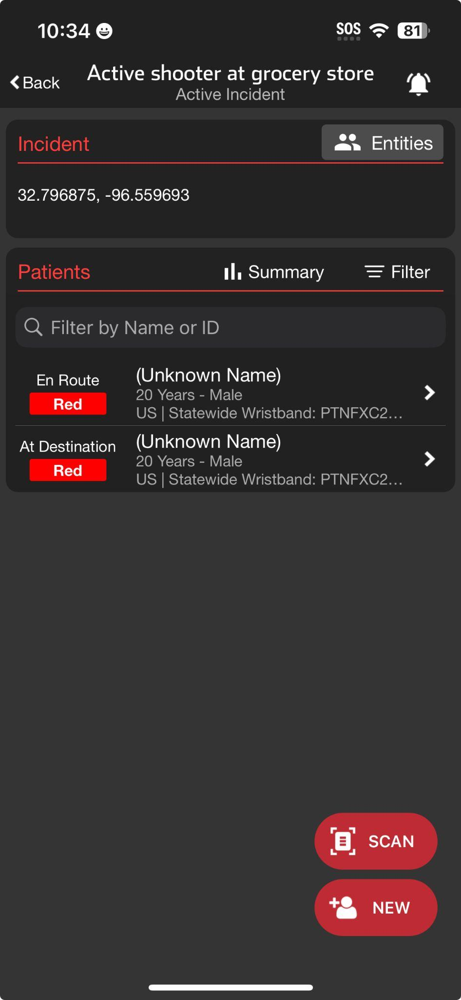 10:34
SOS
81
Back
Active shooter at grocery store
Active Incident
Incident
Entities
32.796875, -96.559693
Patients
Summary
Filter
Filter by Name or ID
En Route
Red
(Unknown Name)
20 Years - Male
US | Statewide Wristband: PTNFXC2...
At Destination
Red
(Unknown Name)
20 Years - Male
US | Statewide Wristband: PTNFXC2...
SCAN
NEW